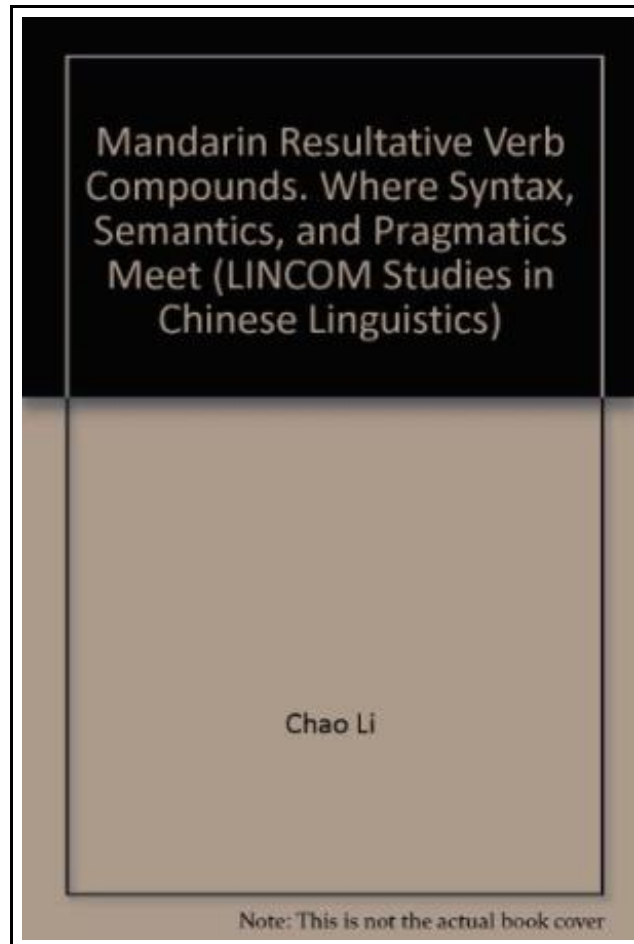 Mandarin Resultative Verb
Compounds. Where Syntax,
Semantics, and Pragmatics
Meet (LINCOM Studies in
Chinese Linguistics)
Chao Li
Note: This is not the actual book cover